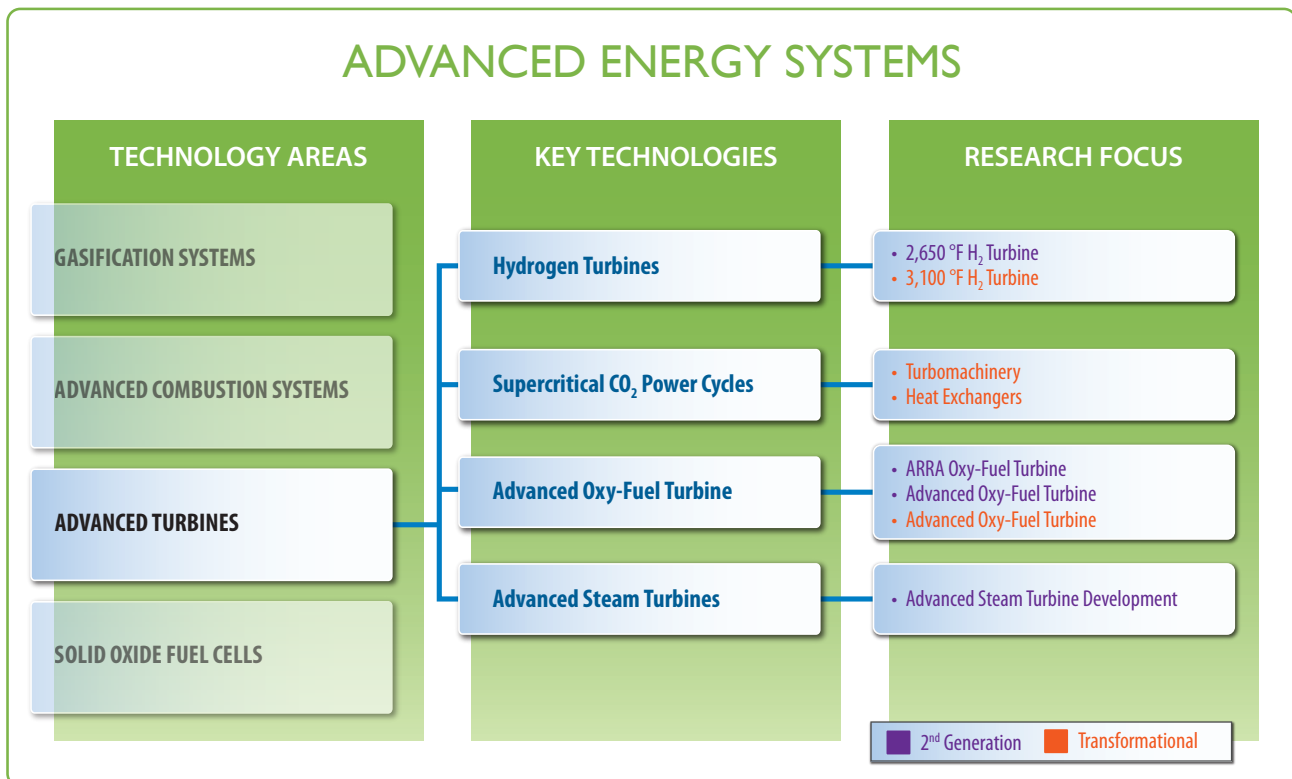 ADVANCED ENERGY SYSTEMS
TECHNOLOGY AREAS
GASIFICATION SYSTEMS
ADVANCED COMBUSTION SYSTEMS
ADVANCED TURBINES
SOLID OXIDE FUEL CELLS
KEY TECHNOLOGIES
Hydrogen Turbines
Supercritical CO₂ Power Cycles
Advanced Oxy-Fuel Turbine
Advanced Steam Turbines
RESEARCH FOCUS
• 2,650 °F H₂ Turbine
• 3,100 °F H₂ Turbine
• Turbomachinery
• Heat Exchangers
• ARRA Oxy-Fuel Turbine
• Advanced Oxy-Fuel Turbine
• Advanced Oxy-Fuel Turbine
• Advanced Steam Turbine Development
2nd Generation
Transformational